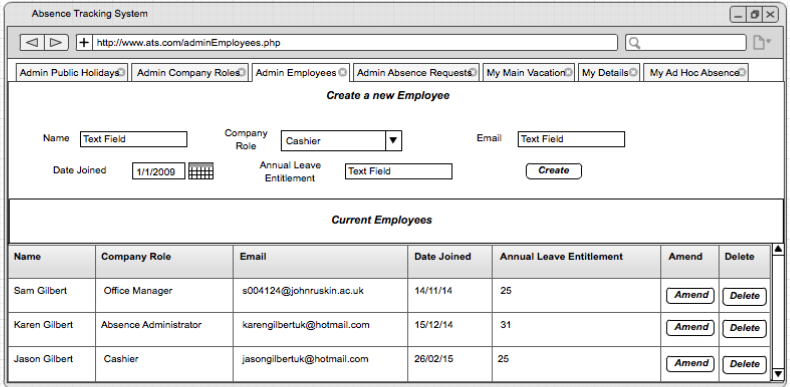 Absence Tracking System
http://www.ats.com/adminEmployees.php
Admin Public Holidays Admin Company Roles Admin Employees Admin Absence Requests My Main Vacation My Details My Ad Hoc Absence
Create a new Employee
Name Text Field Company Role Cashier Email Text Field
Date Joined 1/1/2009 Annual Leave Entitlement Text Field Create
Current Employees
Name Company Role Email Date Joined Annual Leave Entitlement Amend Delete
Sam Gilbert Office Manager s004124@johnruskin.ac.uk 14/11/14 25 Amend Delete
Karen Gilbert Absence Administrator karengilbertuk@hotmail.com 15/12/14 31 Amend Delete
Jason Gilbert Cashier jasongilbertuk@hotmail.com 26/02/15 25 Amend Delete